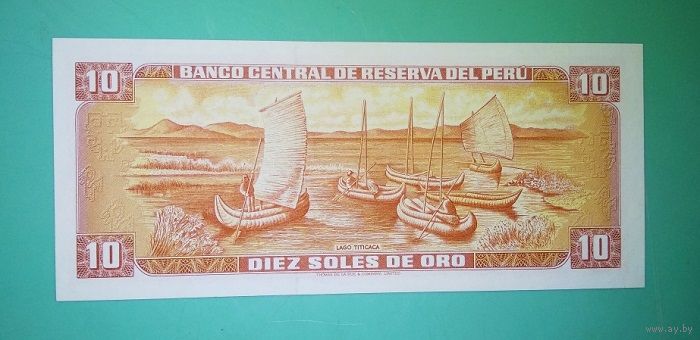 10 BANCO CENTRAL DE RESERVA DEL PERÚ 10
LAGO TITICACA
10 DIEZ SOLES DE ORO 10
THOMAS DE LA RUE & COMPANY, LIMITED
www.ay.by